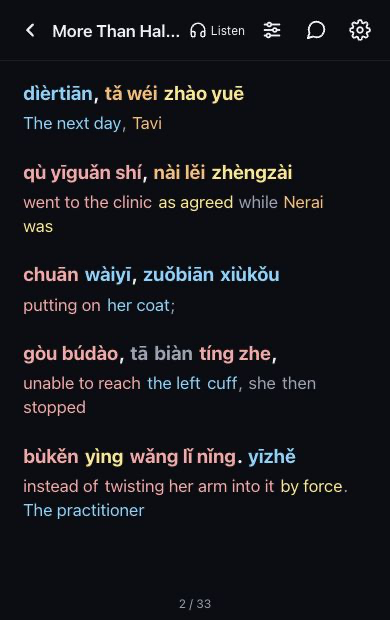 More Than Hal... Listen
dìèrtiān, tǎ wéi zhào yuē
The next day, Tavi
qù yīguǎn shí, nài lěi zhèngzài
went to the clinic as agreed while Nerai
was
chuān wàiyī, zuǒbiān xiùkǒu
putting on her coat;
gòu búdào, tā biàn tíng zhe,
unable to reach the left cuff, she then
stopped
bùkěn yìng wǎng lǐ nǐng. yīzhě
instead of twisting her arm into it by force.
The practitioner
2 / 33